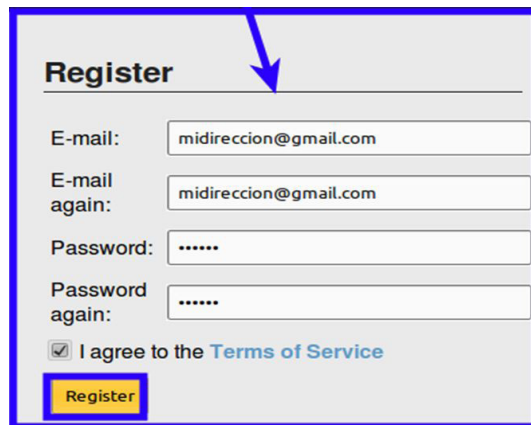 Register
E-mail:
midireccion@gmail.com
E-mail
again:
midireccion@gmail.com
Password:
••••••
Password
again:
••••••
I agree to the Terms of Service
Register